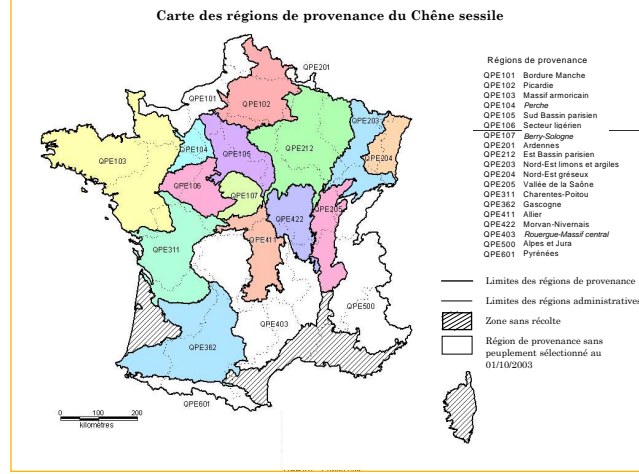 Carte des régions de provenance du Chêne sessile
QPE201
QPE101
QPE102
QPE203
QPE104
QPE105
QPE212
QPE103
QPE204
QPE106
QPE107
QPE205
QPE422
QPE411
QPE311
QPE500
QPE403
QPE362
QPE601
0 100 200
kilomètres
Régions de provenance
QPE101 Bordure Manche
QPE102 Picardie
QPE103 Massif armoricain
QPE104 Perche
QPE105 Sud Bassin parisien
QPE106 Secteur ligérien
QPE107 Berry-Sologne
QPE201 Ardennes
QPE212 Est Bassin parisien
QPE203 Nord-Est limons et argiles
QPE204 Nord-Est gréseux
QPE205 Vallée de la Saône
QPE311 Charentes-Poitou
QPE362 Gascogne
QPE411 Allier
QPE422 Morvan-Nivernais
QPE403 Rouergue-Massif central
QPE500 Alpes et Jura
QPE601 Pyrénées
Limites des régions de provenance
Limites des régions administratives
Zone sans récolte
Région de provenance sans
peuplement sélectionné au
01/10/2003